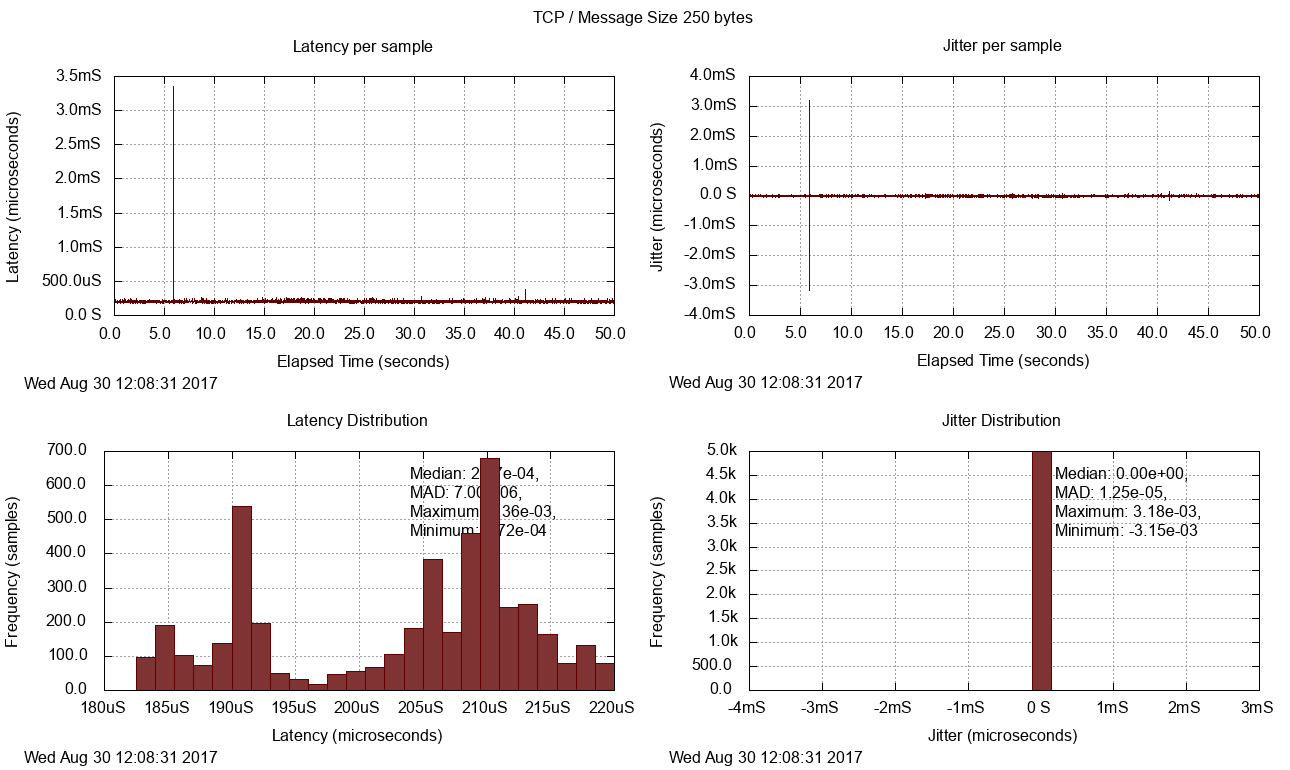 TCP / Message Size 250 bytes
Latency per sample
3.5mS
3.0mS
2.5mS
2.0mS
1.5mS
1.0mS
500.0uS
0.0 S
Latency (microseconds)
0.0 5.0 10.0 15.0 20.0 25.0 30.0 35.0 40.0 45.0 50.0
Elapsed Time (seconds)
Wed Aug 30 12:08:31 2017
Jitter per sample
4.0mS
3.0mS
2.0mS
1.0mS
0.0 S
-1.0mS
-2.0mS
-3.0mS
-4.0mS
Jitter (microseconds)
0.0 5.0 10.0 15.0 20.0 25.0 30.0 35.0 40.0 45.0 50.0
Elapsed Time (seconds)
Wed Aug 30 12:08:31 2017
Latency Distribution
700.0
600.0
500.0
400.0
300.0
200.0
100.0
0.0
Frequency (samples)
Median:
MAD:
Maximum:
Minimum:
180uS 185uS 190uS 195uS 200uS 205uS 210uS 215uS 220uS
Latency (microseconds)
Wed Aug 30 12:08:31 2017
Jitter Distribution
5.0k
4.5k
4.0k
3.5k
3.0k
2.5k
2.0k
1.5k
1.0k
500.0
0.0
Frequency (samples)
Median: 0.00e+00,
MAD: 1.25e-05,
Maximum: 3.18e-03,
Minimum: -3.15e-03
-4mS -3mS -2mS -1mS 0 S 1mS 2mS 3mS
Jitter (microseconds)
Wed Aug 30 12:08:31 2017